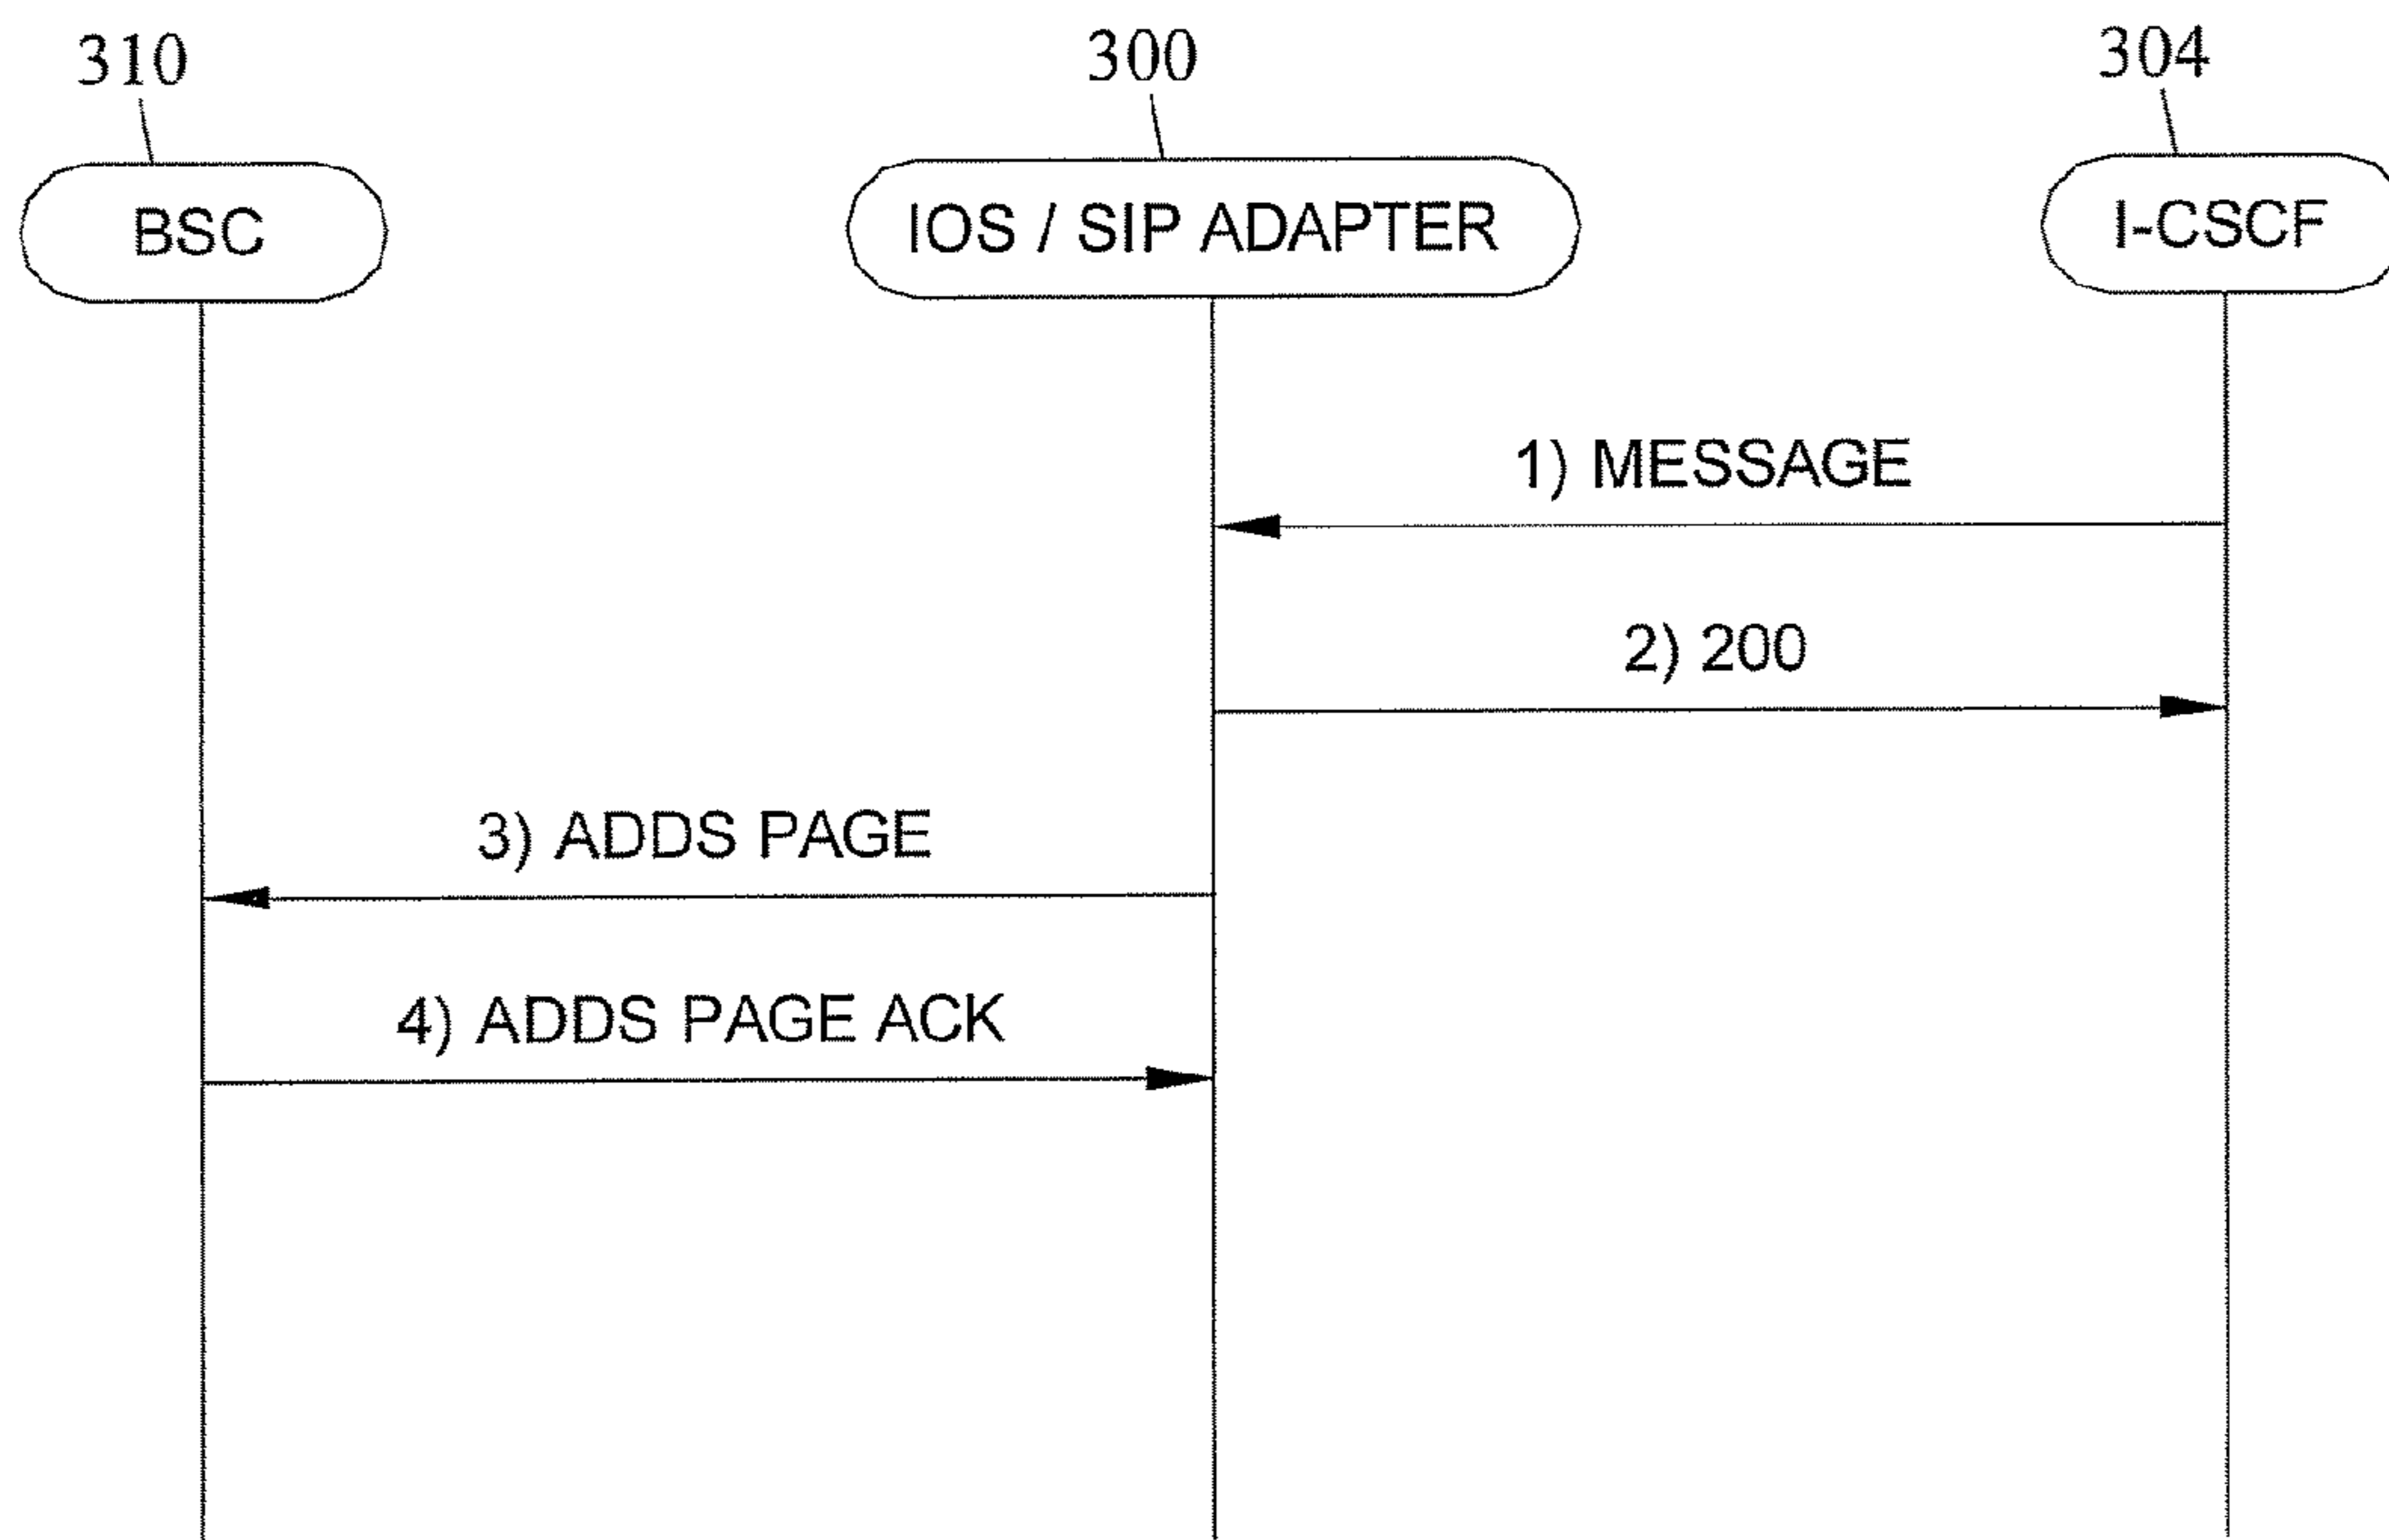 310 300 304
BSC IOS / SIP ADAPTER I-CSCF
1) MESSAGE
2) 200
3) ADDS PAGE
4) ADDS PAGE ACK